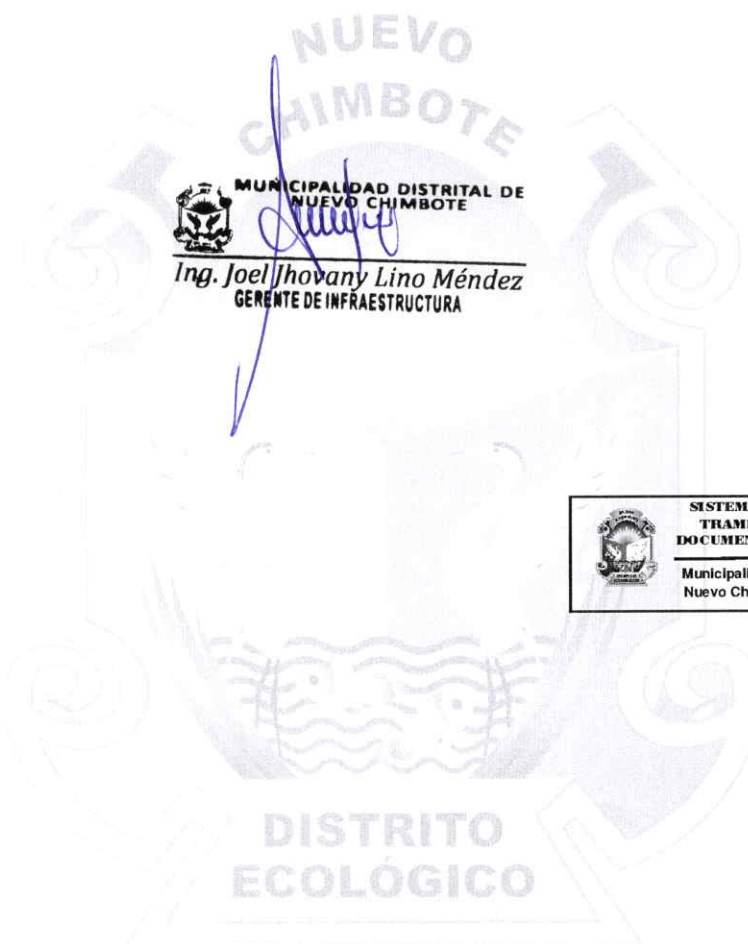 NUEVO
CHIMBOTE
MUNICIPALIDAD DISTRITAL DE
NUEVO CHIMBOTE
Ing. Joel Jhovany Lino Méndez
GERENTE DE INFRAESTRUCTURA
SISTEM
TRAMI
DOCUMEN
Municipali
Nuevo Ch
DISTRITO
ECOLÓGICO